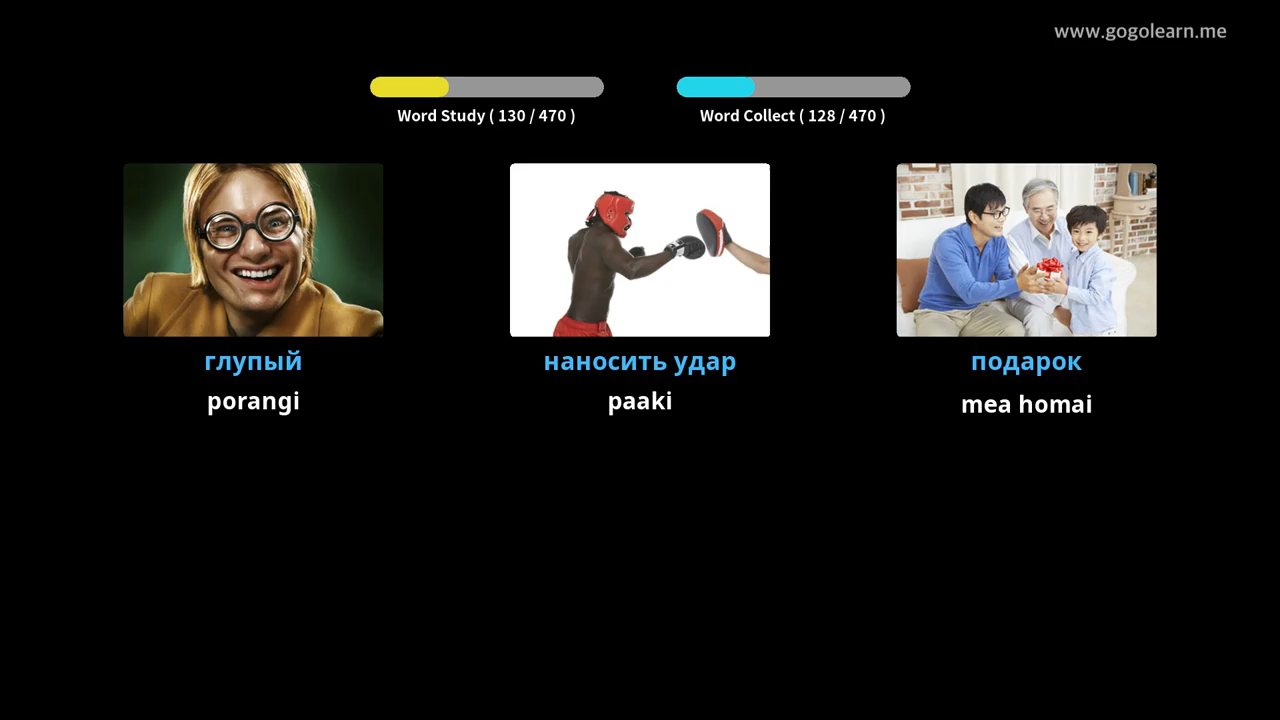 www.gogolearn.me
Word Study ( 130 / 470 )
Word Collect ( 128 / 470 )
глупый
porangi
наносить удар
paaki
подарок
mea homai